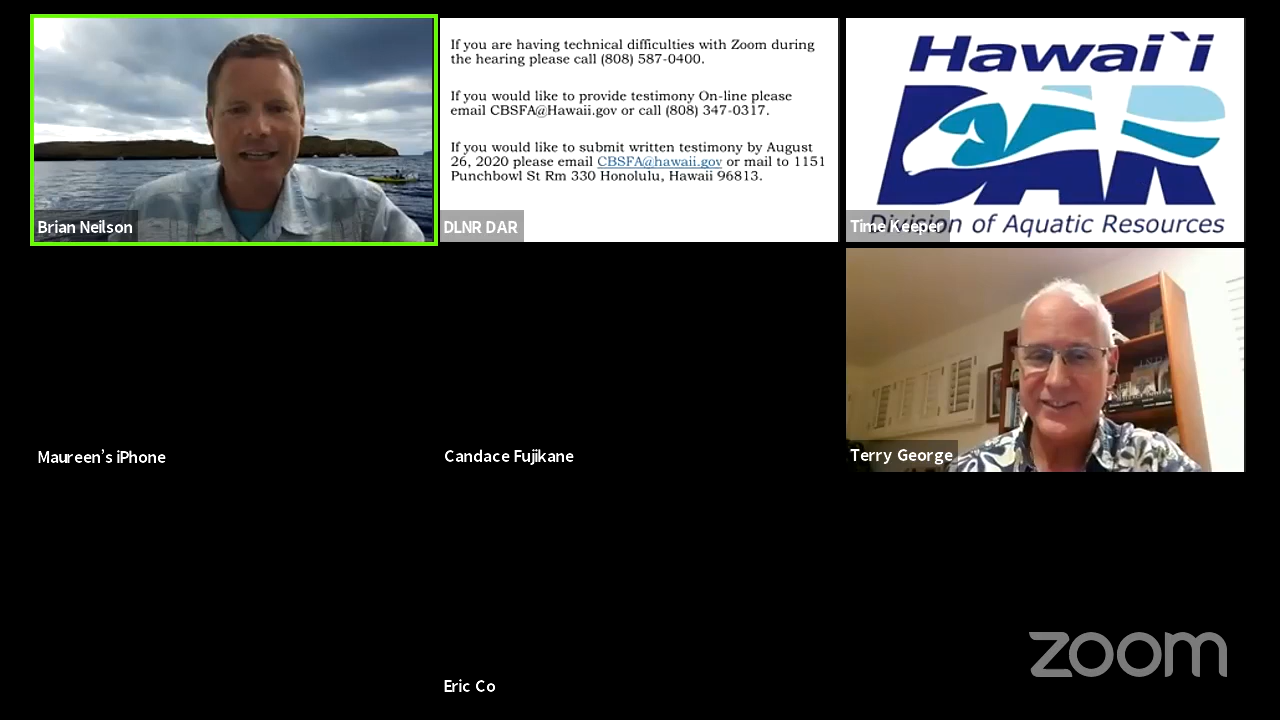 If you are having technical difficulties with Zoom during
the hearing please call (808) 587-0400.
If you would like to provide testimony On-line please
email CBSFA@Hawaii.gov or call (808) 347-0317.
If you would like to submit written testimony by August
26, 2020 please email CBSFA@hawaii.gov or mail to 1151
Punchbowl St Rm 330 Honolulu, Hawaii 96813.
Hawai`i
DAR
Division of Aquatic Resources
Brian Neilson
DLNR DAR
Time Keeper
Maureen's iPhone
Candace Fujikane
Terry George
Eric Co
zoom